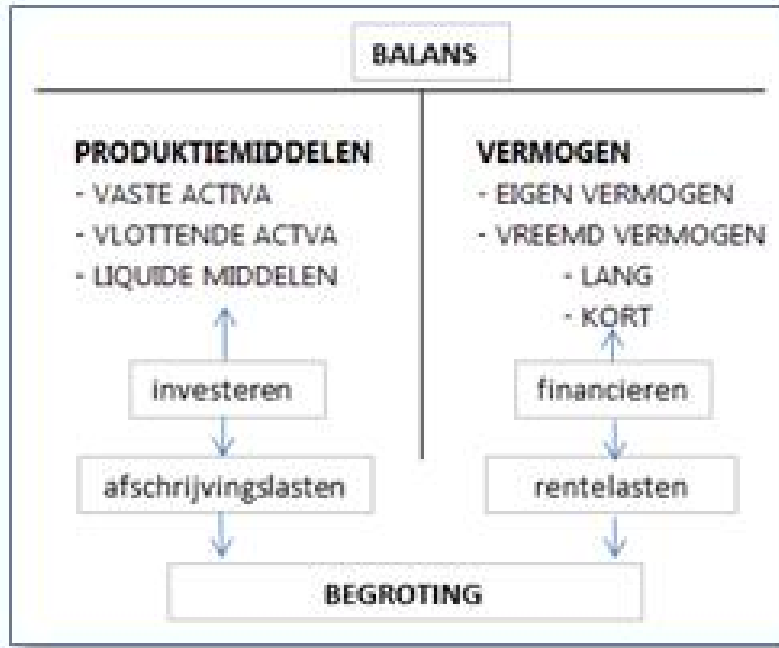 BALANS
PRODUKTIEMIDDELEN
- VASTE ACTIVA
- VLOTTENDE ACTVA
- LIQUIDE MIDDELEN
VERMOGEN
- EIGEN VERMOGEN
- VREEMD VERMOGEN
- LANG
- KORT
investeren
financieren
afschrijvingslasten
rentelasten
BEGROTING